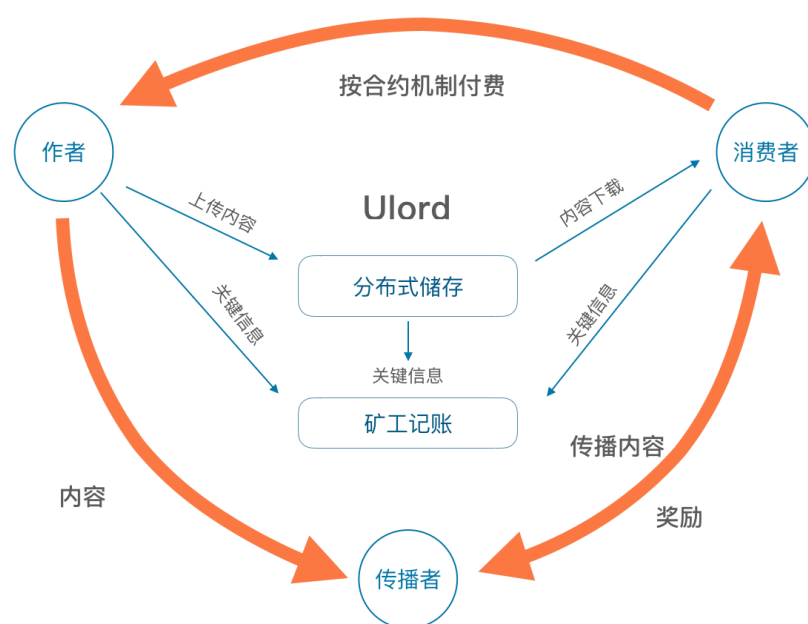 按合约机制付费
作者
消费者
上传内容
Ulord
内容下载
分布式储存
关键信息
关键信息
关键信息
矿工记账
传播内容
内容
奖励
传播者